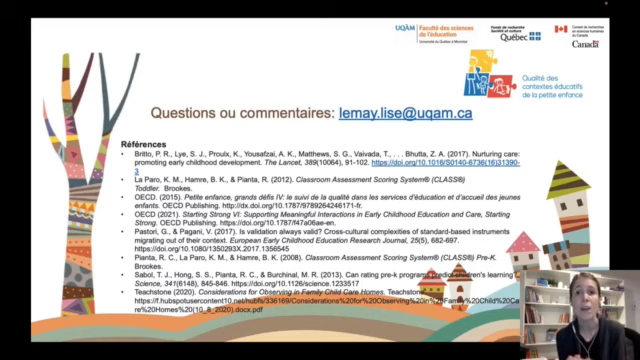 UQÀM Faculté des sciences
de l'éducation
Université du Québec à Montréal
Fonds de recherche
Société et culture
Québec
Conseil de recherches
en sciences humaines
du Canada
Canada
Qualité des
contextes éducatifs
de la petite enfance
Questions ou commentaires: lemay.lise@uqam.ca
Références
• Britto, P. R., Lye, S. J., Proulx, K., Yousafzai, A. K., Matthews, S. G., Vaivada, T., . . . Bhutta, Z. A. (2017). Nurturing care:
promoting early childhood development. The Lancet, 389(10064), 91-102. https://doi.org/10.1016/S0140-6736(16)31390-
3
• La Paro, K. M., Hamre, B. K., & Pianta, R. (2012). Classroom Assessment Scoring System® (CLASS®)
Toddler. Brookes.
• OECD. (2015). Petite enfance, grands défis IV: le suivi de la qualité dans les services d'éducation et d'accueil des jeunes
enfants. OECD Publishing. http://dx.doi.org/10.1787/9789264246171-fr.
• OECD (2021). Starting Strong VI: Supporting Meaningful Interactions in Early Childhood Education and Care, Starting
Strong. OECD Publishing. https://doi.org/10.1787/f47a06ae-en.
• Pastori, G., & Pagani, V. (2017). Is validation always valid? Cross-cultural complexities of standard-based instruments
migrating out of their context. European Early Childhood Education Research Journal, 25(5), 682-697.
https://doi.org/10.1080/1350293X.2017.1356545
• Pianta, R. C., La Paro, K. M., & Hamre, B. K. (2008). Classroom Assessment Scoring System® (CLASS®) Pre-K.
Brookes.
• Sabol, T. J., Hong, S. S., Pianta, R. C., & Burchinal, M. R. (2013). Can rating pre-k programs predict children's learning?
Science, 341(6148), 845-846. https://doi.org/10.1126/science.1233517
• Teachstone (2020). Considerations for Observing in Family Child Care Homes. Teachstone.
https://f.hubspotusercontent10.net/hubfs/336169/Considerations%20for%20Observing%20in%20Family%20Child%20Ca
re%20Homes%20(10_8_2020).docx.pdf